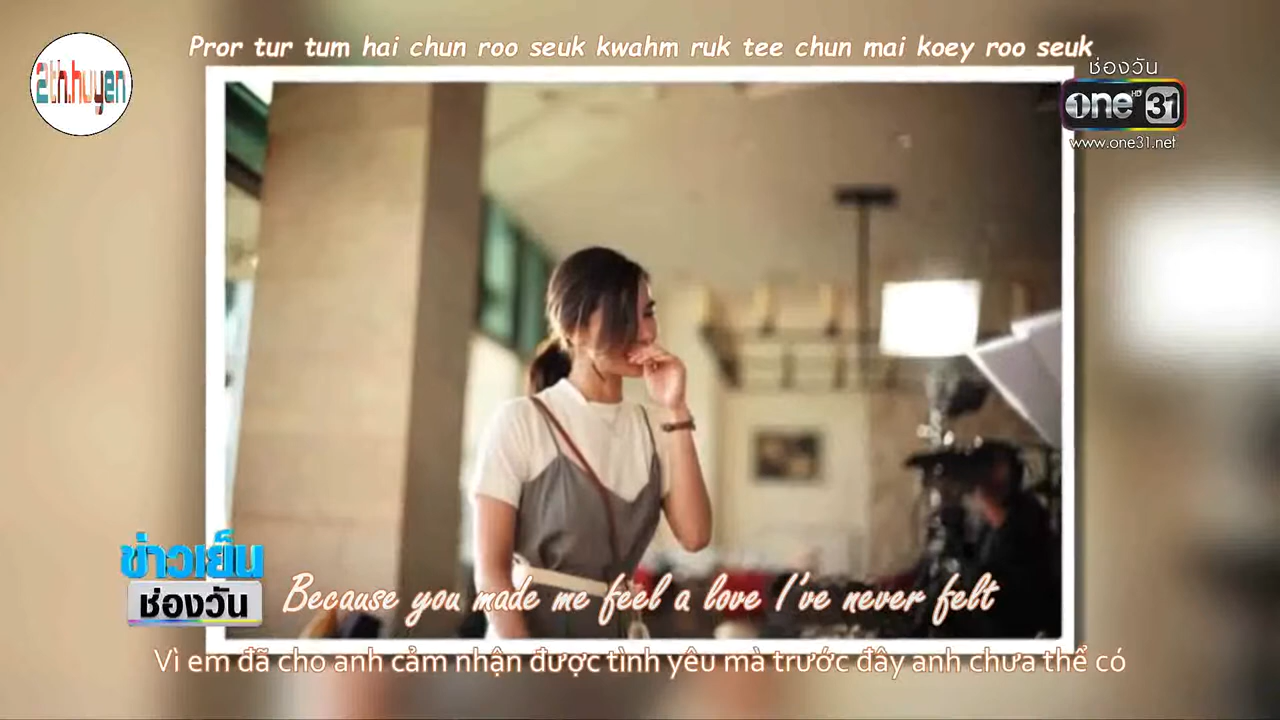 Pror tur tum hai chun roo seuk kwahm ruk tee chun mai koey roo seuk
2th.huyen
ช่องวัน
one HD 31
www.one31.net
ข่าวเย็น
ช่องวัน
Because you made me feel a love I've never felt
Vì em đã cho anh cảm nhận được tình yêu mà trước đây anh chưa thể có